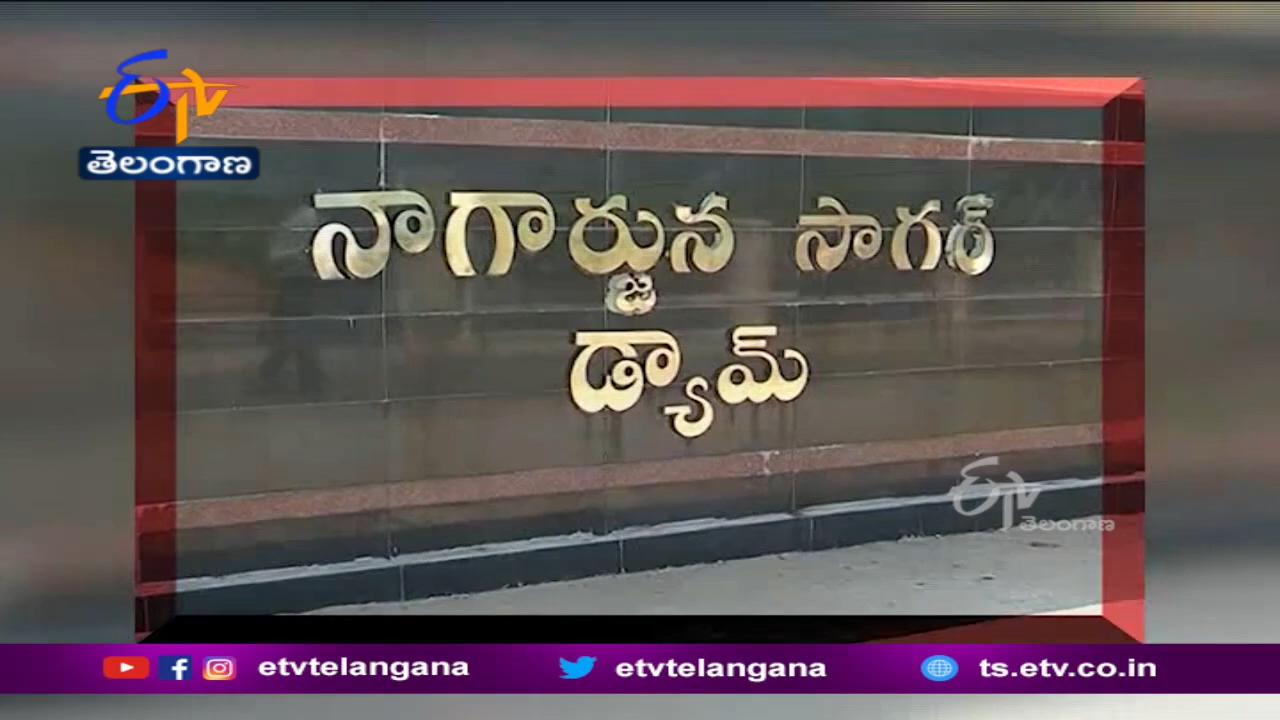 ETV
తెలంగాణ
నాగార్జున సాగర్
డ్యామ్
ETV
తెలంగాణ
etvtelangana
etvtelangana
ts.etv.co.in